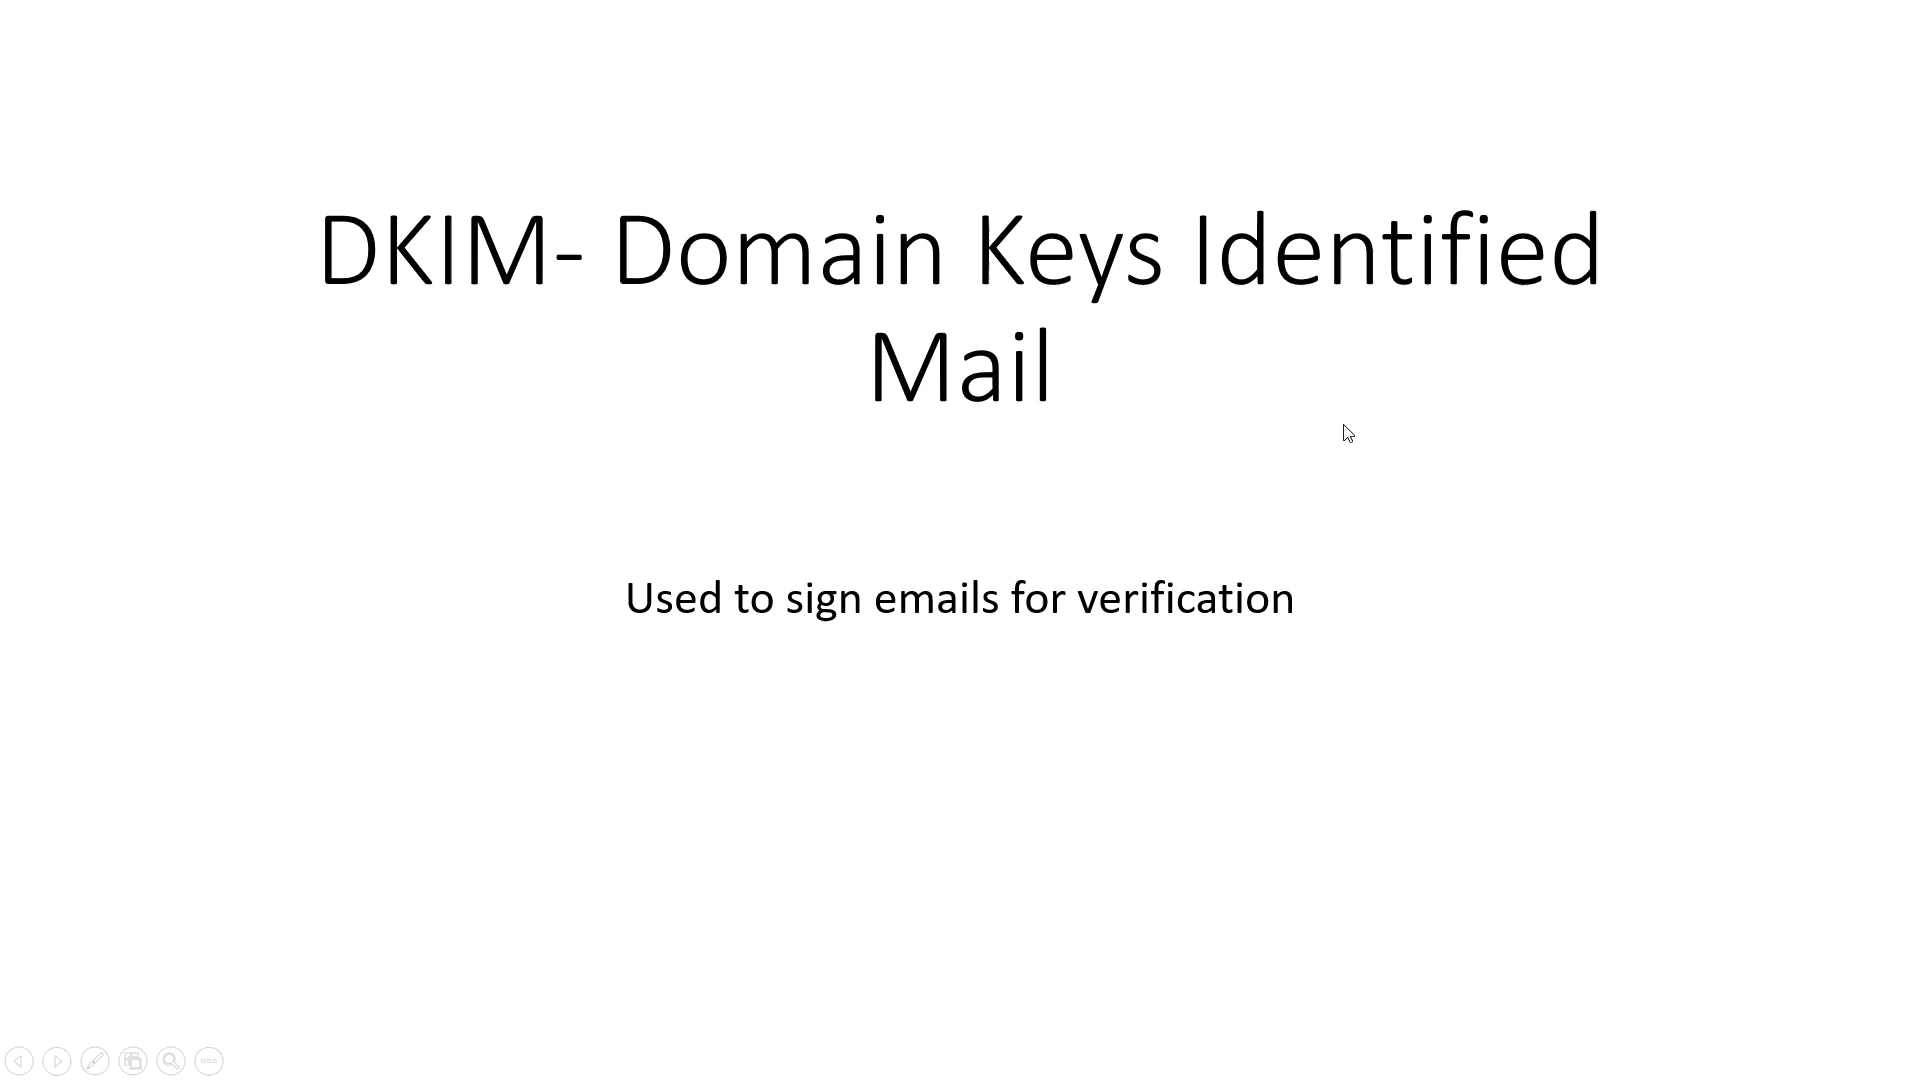 DKIM- Domain Keys Identified
Mail
Used to sign emails for verification